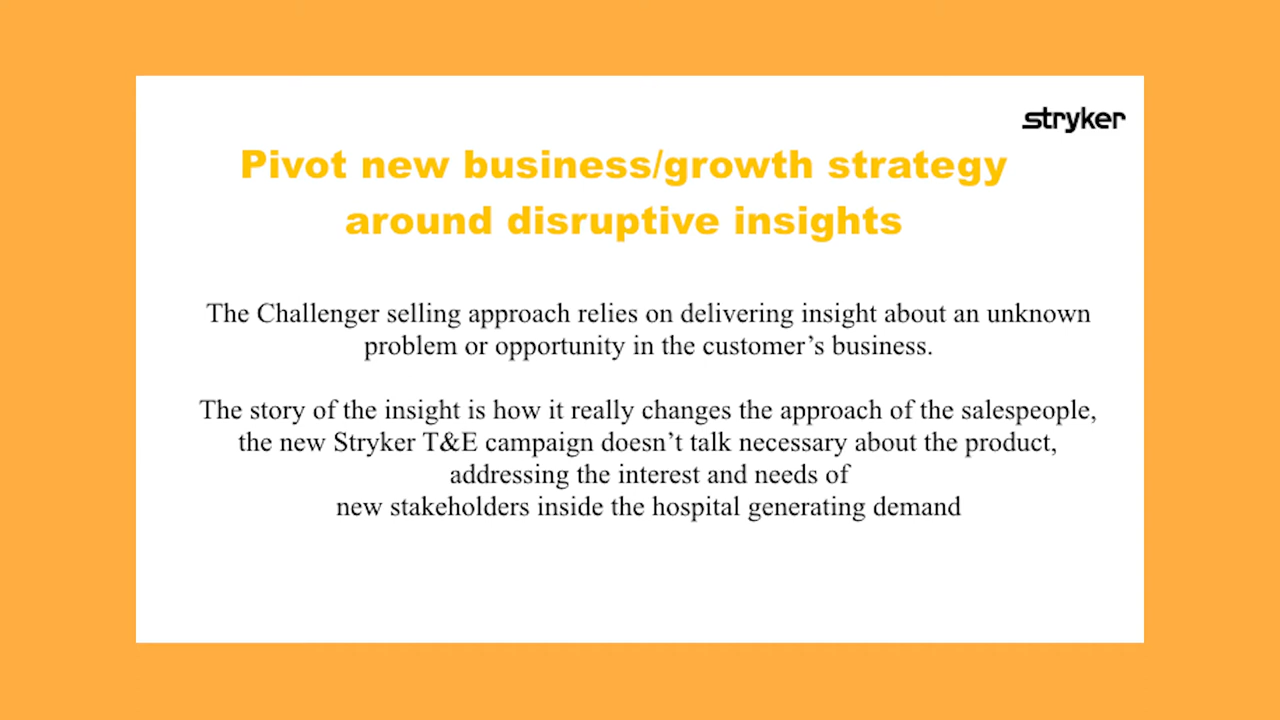 stryker
Pivot new business/growth strategy
around disruptive insights
The Challenger selling approach relies on delivering insight about an unknown
problem or opportunity in the customer’s business.
The story of the insight is how it really changes the approach of the salespeople,
the new Stryker T&E campaign doesn’t talk necessary about the product,
addressing the interest and needs of
new stakeholders inside the hospital generating demand